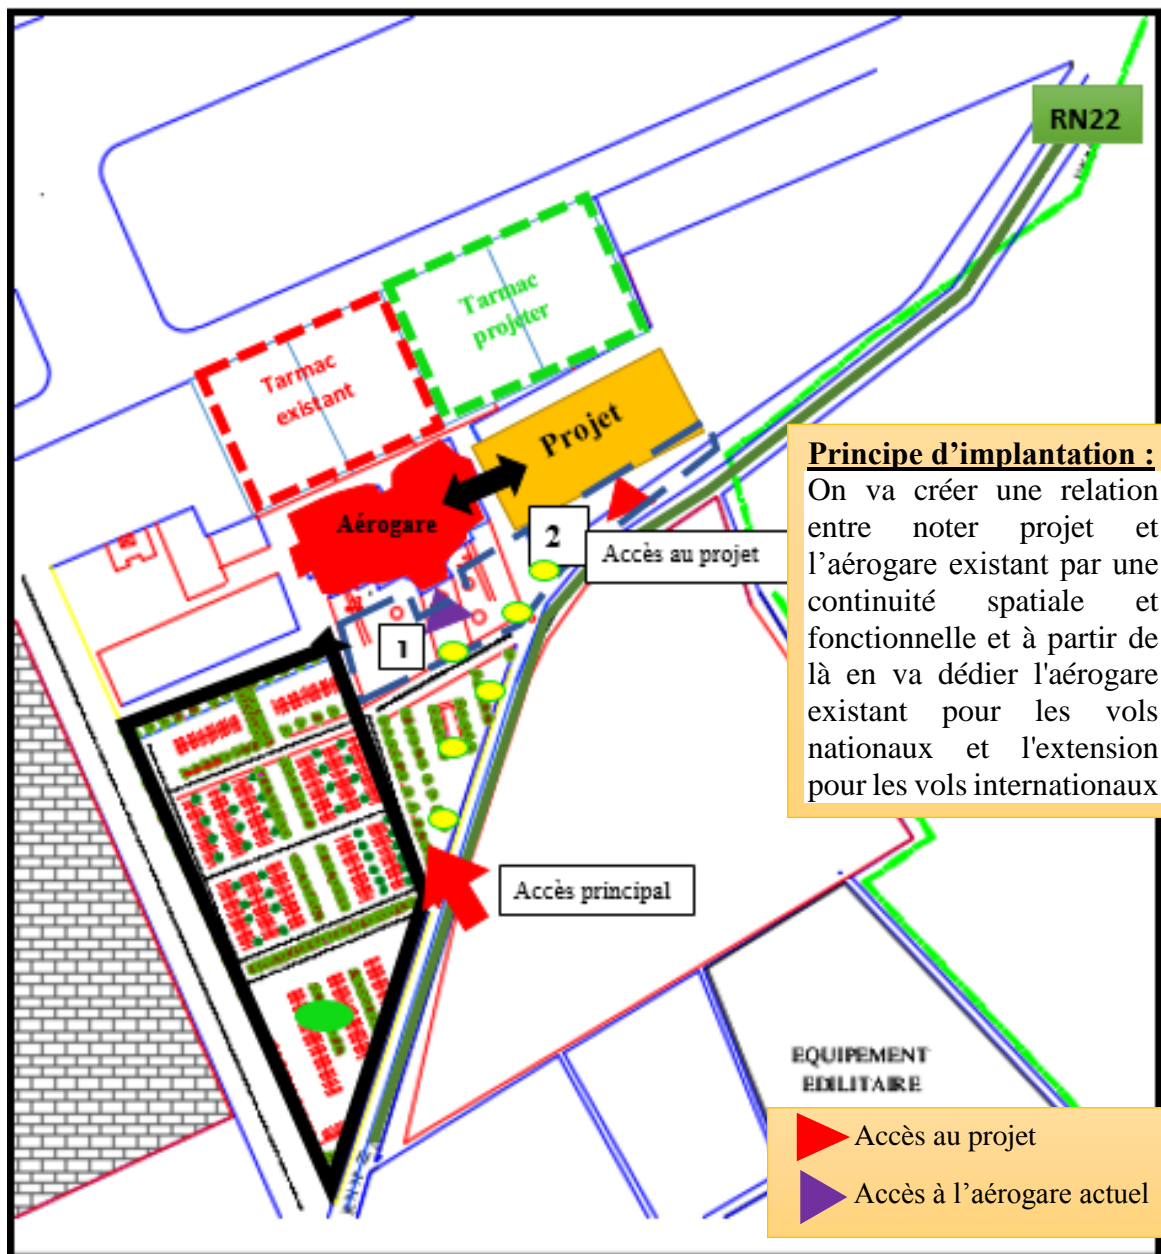 RN22
Tarmac
projeter
Tarmac
existant
Projet
Aérogare
2
Accès au projet
1
Principe d’implantation :
On va créer une relation
entre noter projet et
l’aérogare existant par une
continuité spatiale et
fonctionnelle et à partir de
là en va dédier l'aérogare
existant pour les vols
nationaux et l'extension
pour les vols internationaux
Accès principal
EQUIPEMENT
EDILITAIRE
Accès au projet
Accès à l’aérogare actuel